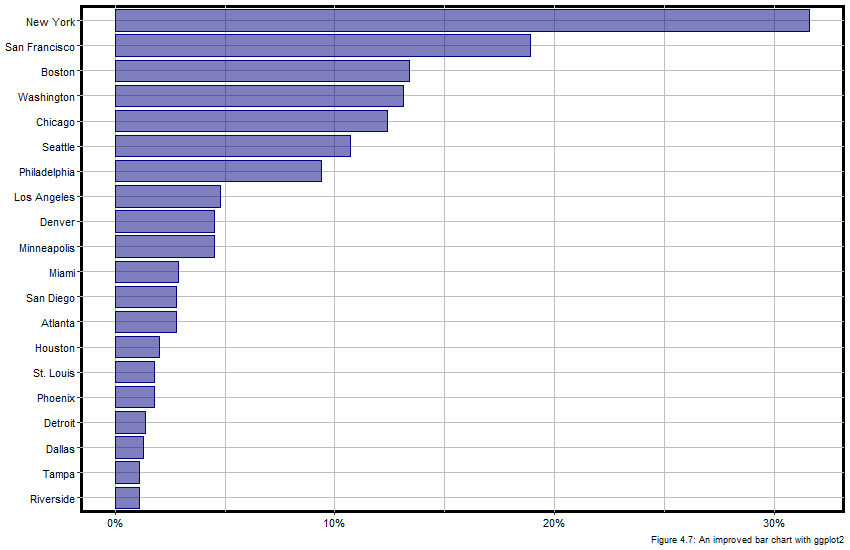 New York
San Francisco
Boston
Washington
Chicago
Seattle
Philadelphia
Los Angeles
Denver
Minneapolis
Miami
San Diego
Atlanta
Houston
St. Louis
Phoenix
Detroit
Dallas
Tampa
Riverside
0% 10% 20% 30%
Figure 4.7: An improved bar chart with ggplot2